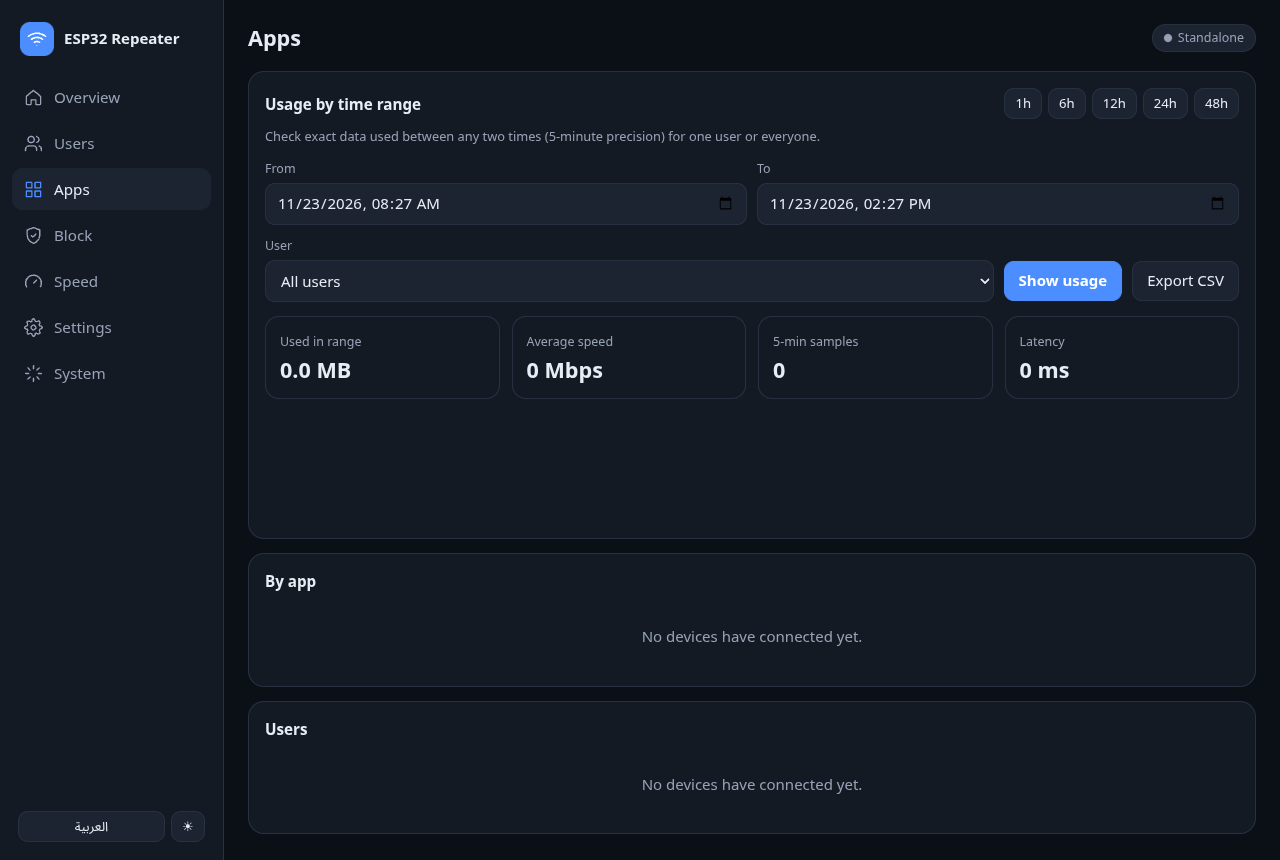 ESP32 Repeater
Overview
Users
Apps
Block
Speed
Settings
System
العربية
Apps
Standalone
Usage by time range
1h
6h
12h
24h
48h
Check exact data used between any two times (5-minute precision) for one user or everyone.
From
To
11/23/2026, 08:27 AM
11/23/2026, 02:27 PM
User
All users
Show usage
Export CSV
Used in range
0.0 MB
Average speed
0 Mbps
5-min samples
0
Latency
0 ms
By app
No devices have connected yet.
Users
No devices have connected yet.